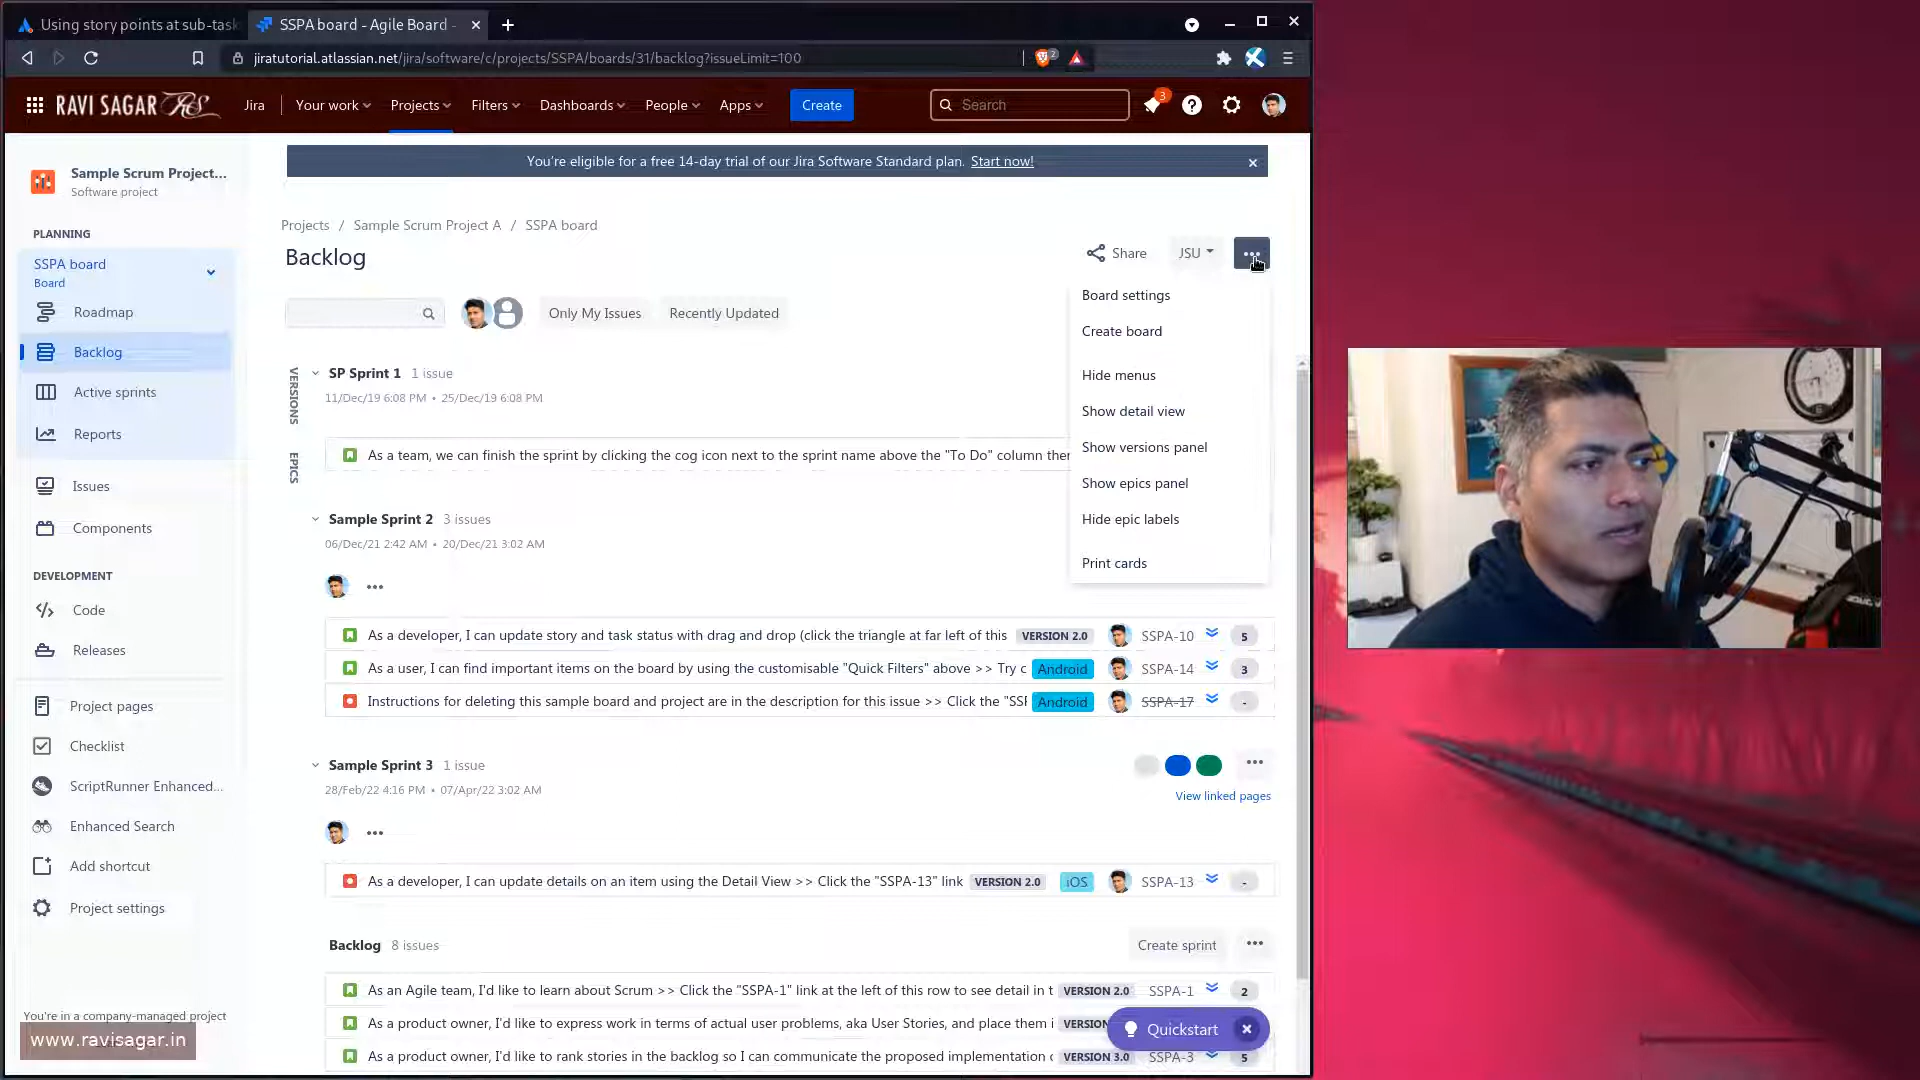 Using story points at sub-task
SSPA board - Agile Board -
jiratutorial.atlassian.net/jira/software/c/projects/SSPA/boards/31/backlog?issueLimit=100
2
RAVI SAGAR RS
Jira
Your work
Projects
Filters
Dashboards
People
Apps
Create
Search
3
You're eligible for a free 14-day trial of our Jira Software Standard plan. Start now!
Sample Scrum Project...
Software project
PLANNING
SSPA board
Board
Roadmap
Backlog
Active sprints
Reports
Issues
Components
DEVELOPMENT
Code
Releases
Project pages
Checklist
ScriptRunner Enhanced...
Enhanced Search
Add shortcut
Project settings
You're in a company-managed project
www.ravisagar.in
Projects / Sample Scrum Project A / SSPA board
Backlog
Share
JSU
Only My Issues
Recently Updated
Board settings
Create board
Hide menus
Show detail view
Show versions panel
Show epics panel
Hide epic labels
Print cards
VERSIONS
EPICS
SP Sprint 1 1 issue
11/Dec/19 6:08 PM • 25/Dec/19 6:08 PM
As a team, we can finish the sprint by clicking the cog icon next to the sprint name above the "To Do" column then
Sample Sprint 2 3 issues
06/Dec/21 2:42 AM • 20/Dec/21 3:02 AM
As a developer, I can update story and task status with drag and drop (click the triangle at far left of this VERSION 2.0 SSPA-10 5
As a user, I can find important items on the board by using the customisable "Quick Filters" above >> Try c Android SSPA-14 3
Instructions for deleting this sample board and project are in the description for this issue >> Click the "SSF Android SSPA-17 -
Sample Sprint 3 1 issue
28/Feb/22 4:16 PM • 07/Apr/22 3:02 AM
View linked pages
As a developer, I can update details on an item using the Detail View >> Click the "SSPA-13" link VERSION 2.0 iOS SSPA-13 -
Backlog 8 issues
Create sprint
As an Agile team, I'd like to learn about Scrum >> Click the "SSPA-1" link at the left of this row to see detail in t VERSION 2.0 SSPA-1 2
As a product owner, I'd like to express work in terms of actual user problems, aka User Stories, and place them i VERSION
As a product owner, I'd like to rank stories in the backlog so I can communicate the proposed implementation c VERSION 3.0 SSPA-3 5
Quickstart